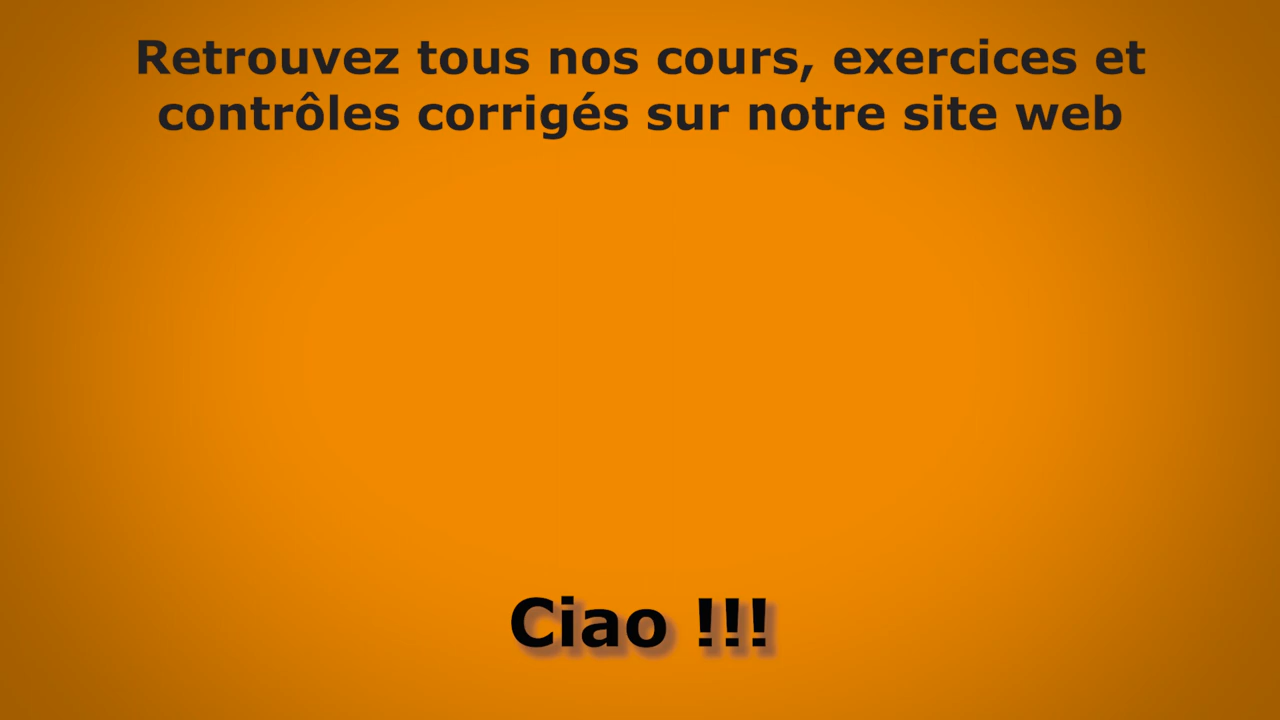 Retrouvez tous nos cours, exercices et
contrôles corrigés sur notre site web
Ciao !!!